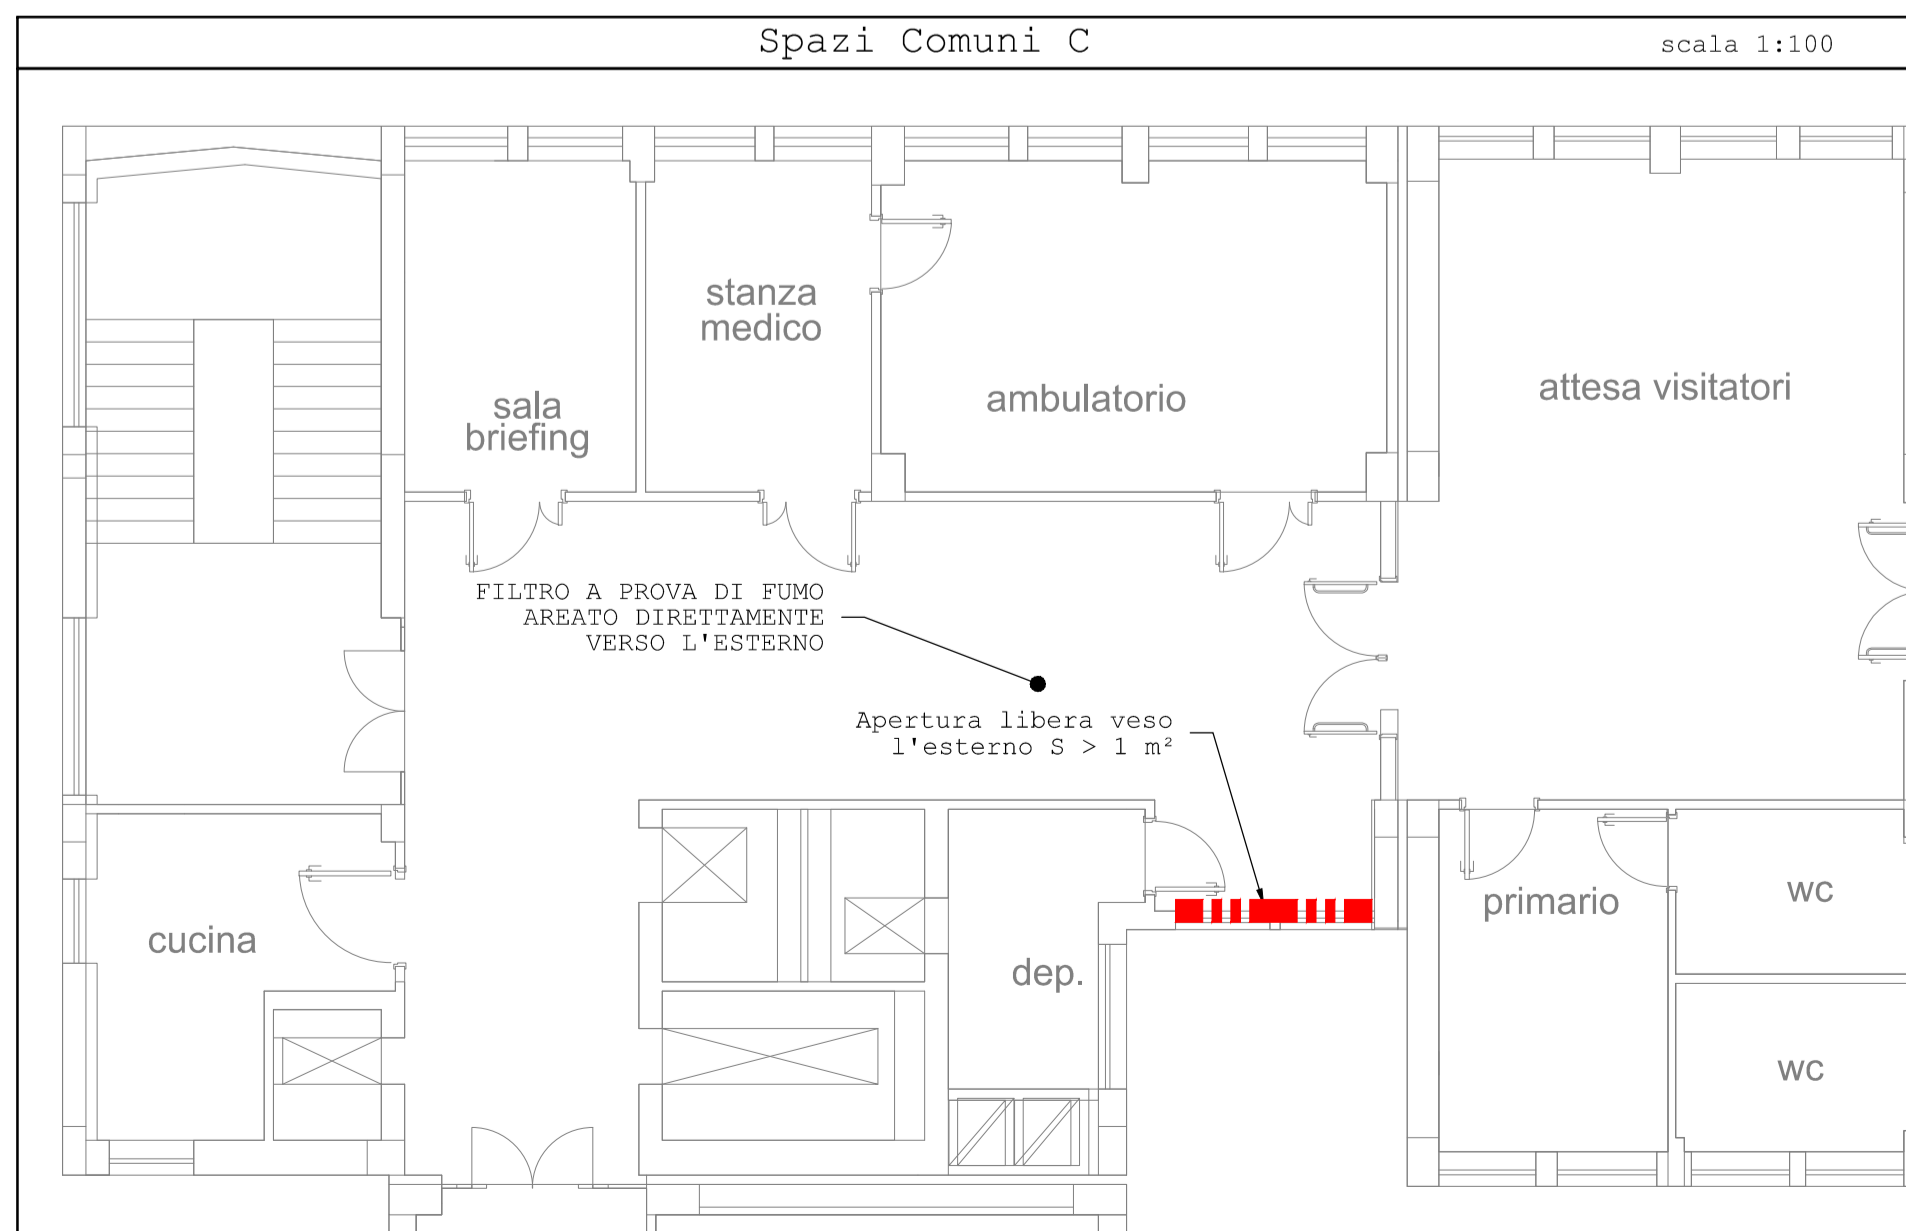 Spazi Comuni C
scala 1:100
stanza
medico
sala
briefing
ambulatorio
attesa visitatori
FILTRO A PROVA DI FUMO
AREATO DIRETTAMENTE
VERSO L'ESTERNO
Apertura libera veso
l'esterno S > 1 m²
cucina
dep.
primario
wc
wc